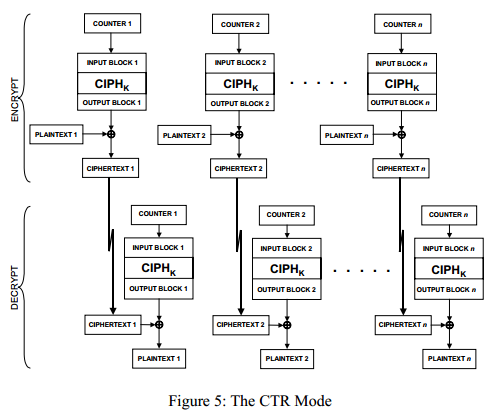 COUNTER 1 COUNTER 2 COUNTER n
INPUT BLOCK 1 INPUT BLOCK 2 INPUT BLOCK n
CIPHK CIPHK CIPHK
OUTPUT BLOCK 1 OUTPUT BLOCK 2 OUTPUT BLOCK n
PLAINTEXT 1 PLAINTEXT 2 PLAINTEXT n
CIPHERTEXT 1 CIPHERTEXT 2 CIPHERTEXT n
ENCRYPT
COUNTER 1 COUNTER 2 COUNTER n
INPUT BLOCK 1 INPUT BLOCK 2 INPUT BLOCK n
CIPHK CIPHK CIPHK
OUTPUT BLOCK 1 OUTPUT BLOCK 2 OUTPUT BLOCK n
CIPHERTEXT 1 CIPHERTEXT 2 CIPHERTEXT n
PLAINTEXT 1 PLAINTEXT 2 PLAINTEXT n
DECRYPT
Figure 5: The CTR Mode